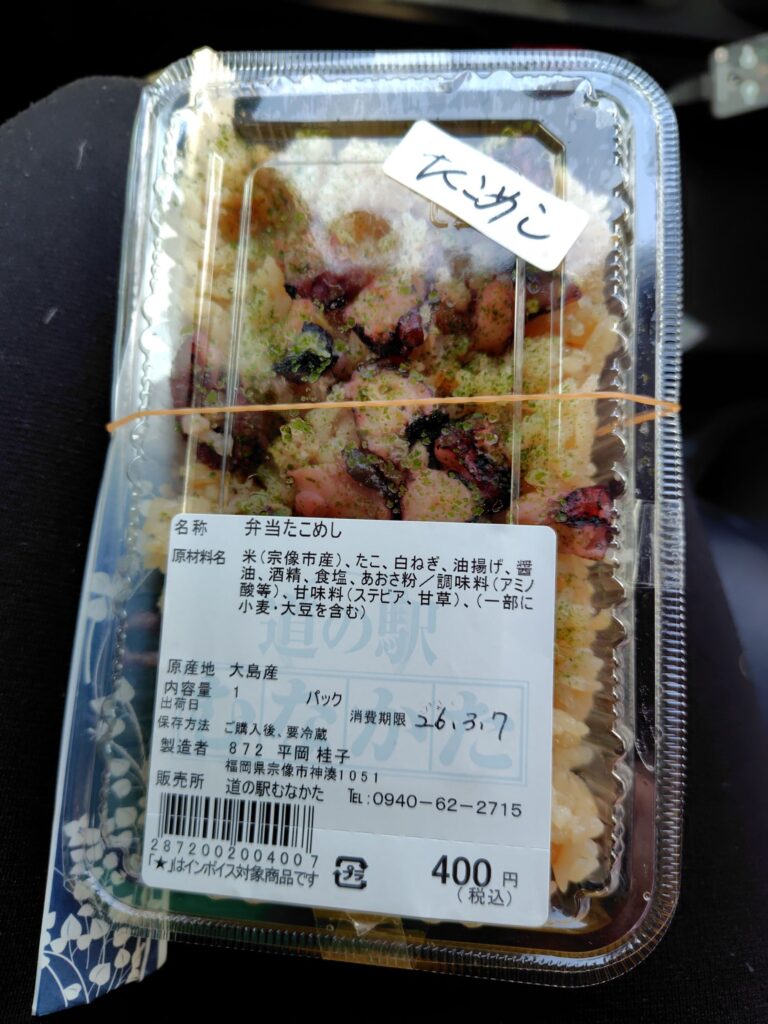 たこめし
名称 弁当たこめし
原材料名 米(宗像市産)、たこ、白ねぎ、油揚げ、醤
油、酒精、食塩、あおさ粉/調味料(アミノ
酸等)、甘味料(ステビア、甘草)、(一部に
小麦・大豆を含む)
道の駅
むなかた
原産地 大島産
内容量 1 パック
出荷日 消費期限 26.3.7
保存方法 ご購入後、要冷蔵
製造者 872 平岡 桂子
福岡県宗像市神湊1051
販売所 道の駅むなかた TEL:0940-62-2715
2872002004007
「★」はインボイス対象商品です プラ 400円
(税込)